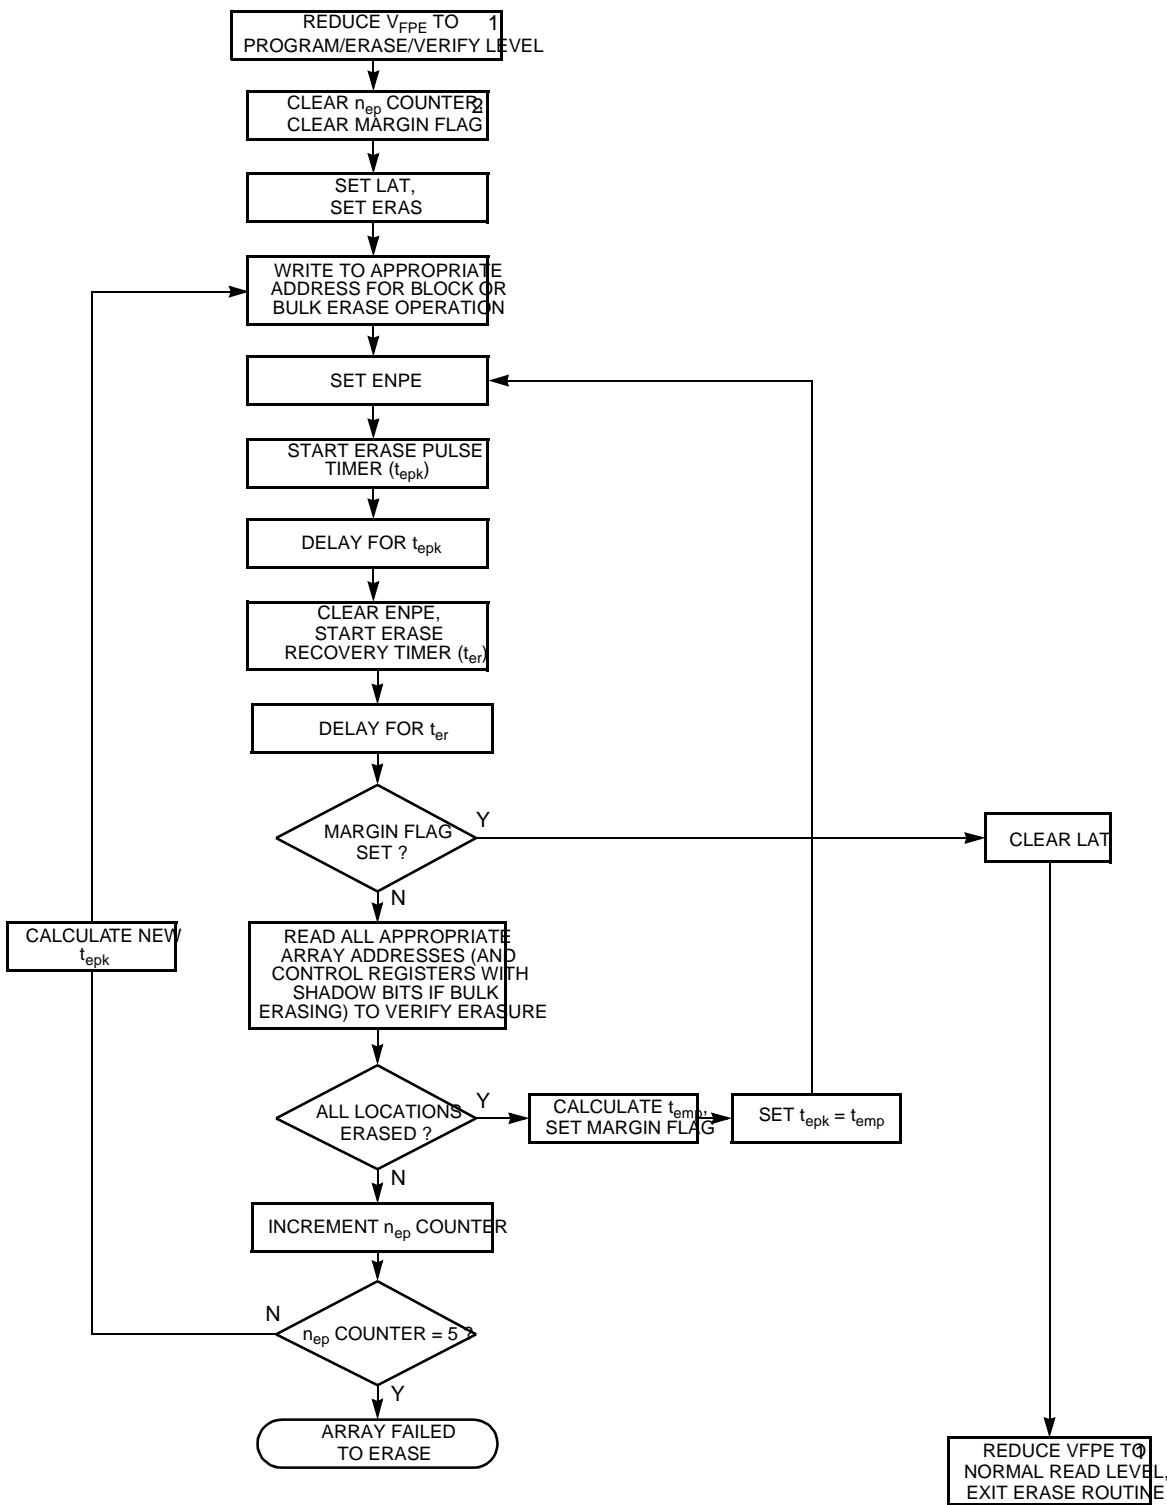 REDUCE VFPE TO 1
PROGRAM/ERASE/VERIFY LEVEL
CLEAR nep COUNTER, 2
CLEAR MARGIN FLAG
SET LAT,
SET ERAS
WRITE TO APPROPRIATE
ADDRESS FOR BLOCK OR
BULK ERASE OPERATION
SET ENPE
START ERASE PULSE
TIMER (tepk)
DELAY FOR tepk
CLEAR ENPE,
START ERASE
RECOVERY TIMER (ter)
DELAY FOR ter
MARGIN FLAG
SET ?
Y
CLEAR LAT
N
CALCULATE NEW
tepk
READ ALL APPROPRIATE
ARRAY ADDRESSES (AND
CONTROL REGISTERS WITH
SHADOW BITS IF BULK
ERASING) TO VERIFY ERASURE
ALL LOCATIONS
ERASED ?
Y
CALCULATE temp,
SET MARGIN FLAG
SET tepk = temp
N
INCREMENT nep COUNTER
N
nep COUNTER = 5 ?
Y
ARRAY FAILED
TO ERASE
REDUCE VFPE TO 1
NORMAL READ LEVEL,
EXIT ERASE ROUTINE